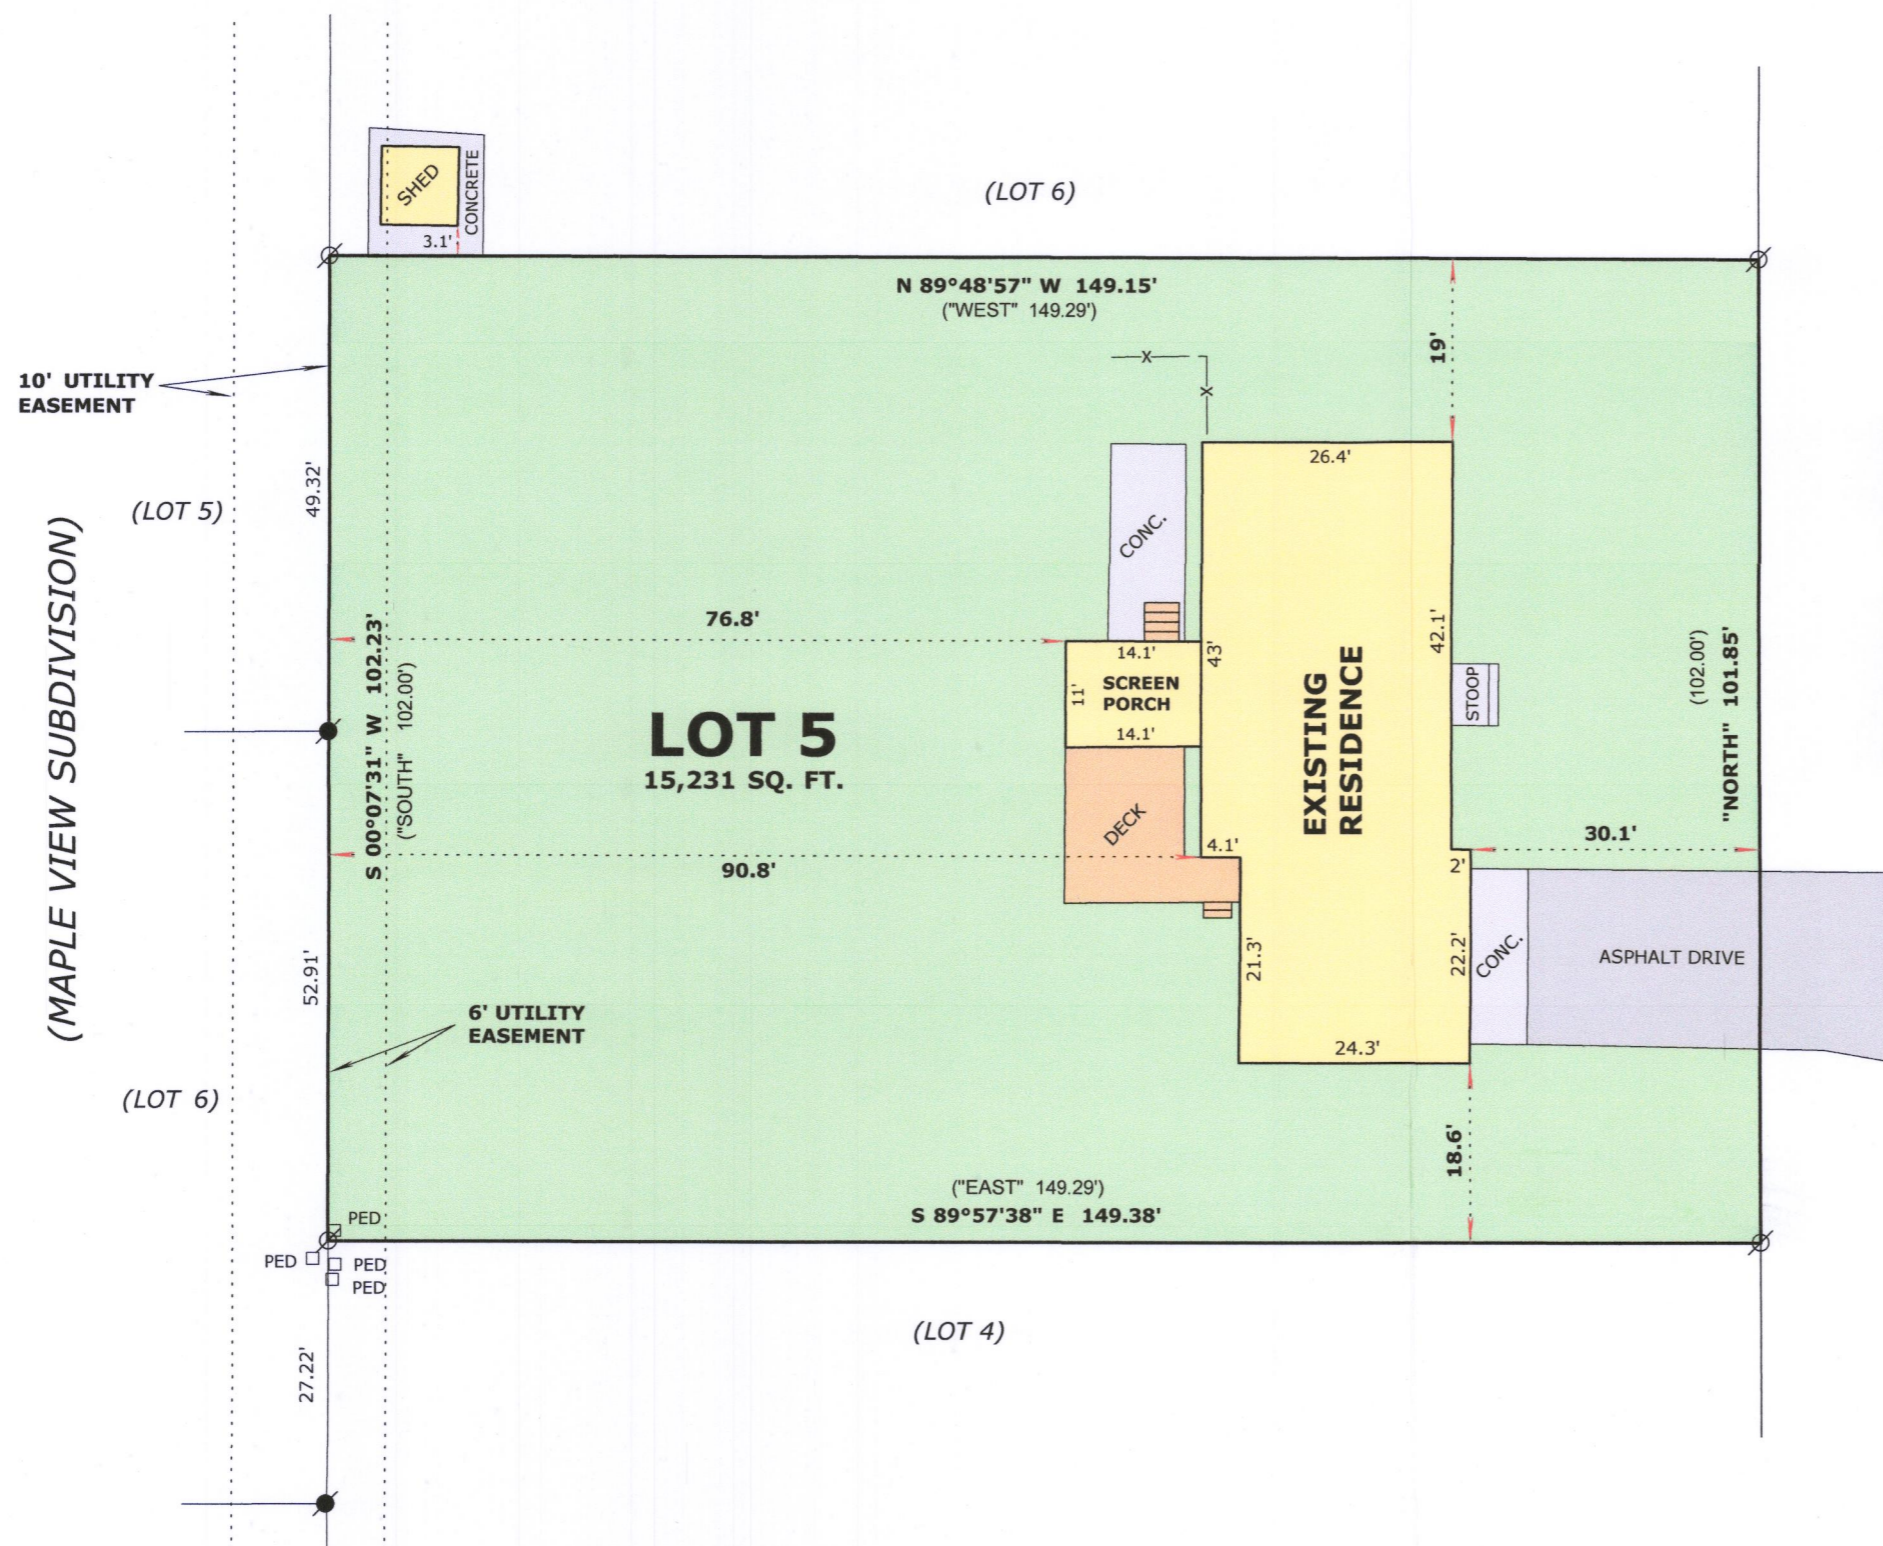 SHED
CONCRETE
3.1'
(LOT 6)
N 89°48'57" W 149.15'
("WEST" 149.29')
19'
X
X
10' UTILITY
EASEMENT
49.32'
(LOT 5)
(MAPLE VIEW SUBDIVISION)
26.4'
CONC.
76.8'
S 00°07'31" W 102.23'
("SOUTH" 102.00')
14.1'
43'
42.1'
11'
SCREEN
PORCH
14.1'
STOOP
EXISTING
RESIDENCE
(102.00')
"NORTH" 101.85'
LOT 5
15,231 SQ. FT.
DECK
4.1'
30.1'
2'
90.8'
52.91'
21.3'
22.2'
CONC.
ASPHALT DRIVE
6' UTILITY
EASEMENT
24.3'
(LOT 6)
18.6'
("EAST" 149.29')
S 89°57'38" E 149.38'
PED
PED
PED
PED
(LOT 4)
27.22'